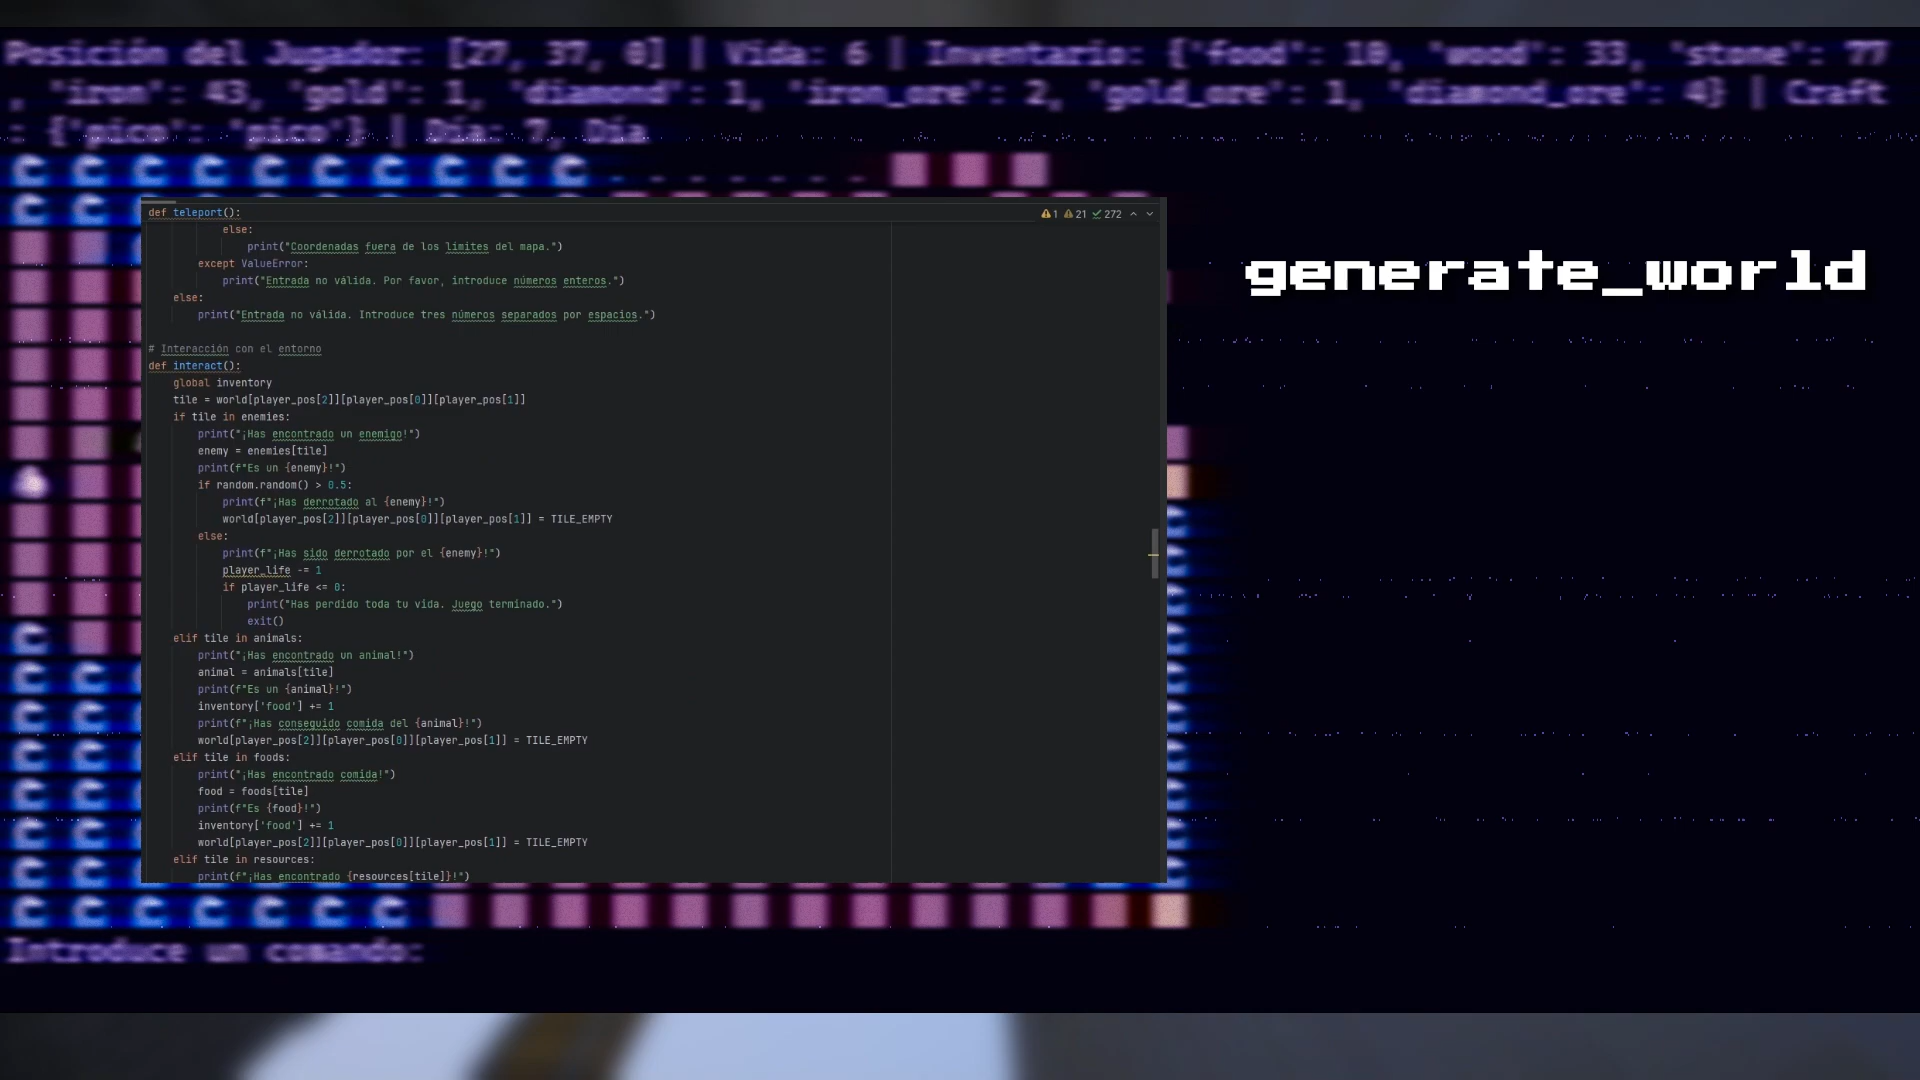 Posición del Jugador: [27, 37, 0] | Vida: 6 | Inventario: {'food': 10, 'wood': 33, 'stone': 77
, 'iron': 43, 'gold': 1, 'diamond': 1, 'iron_ore': 2, 'gold_ore': 1, 'diamond_ore': 4} | Craft
: {'pico': 'pico'} | Día: 7, Día
C C C C C C C C C C - - - - -
def teleport():
1 21 272
else:
print("Coordenadas fuera de los límites del mapa.")
except ValueError:
print("Entrada no válida. Por favor, introduce números enteros.")
else:
print("Entrada no válida. Introduce tres números separados por espacios.")
generate_world
# Interacción con el entorno
def interact():
global inventory
tile = world[player_pos[2]][player_pos[0]][player_pos[1]]
if tile in enemies:
print("¡Has encontrado un enemigo!")
enemy = enemies[tile]
print(f"Es un {enemy}!")
if random.random() > 0.5:
print(f"¡Has derrotado al {enemy}!")
world[player_pos[2]][player_pos[0]][player_pos[1]] = TILE_EMPTY
else:
print(f"¡Has sido derrotado por el {enemy}!")
player_life -= 1
if player_life <= 0:
print("Has perdido toda tu vida. Juego terminado.")
exit()
elif tile in animals:
print("¡Has encontrado un animal!")
animal = animals[tile]
print(f"Es un {animal}!")
inventory['food'] += 1
print(f"¡Has conseguido comida del {animal}!")
world[player_pos[2]][player_pos[0]][player_pos[1]] = TILE_EMPTY
elif tile in foods:
print("¡Has encontrado comida!")
food = foods[tile]
print(f"Es {food}!")
inventory['food'] += 1
world[player_pos[2]][player_pos[0]][player_pos[1]] = TILE_EMPTY
elif tile in resources:
print(f"¡Has encontrado {resources[tile]}!")
C C C C C C C
Introduce un comando: